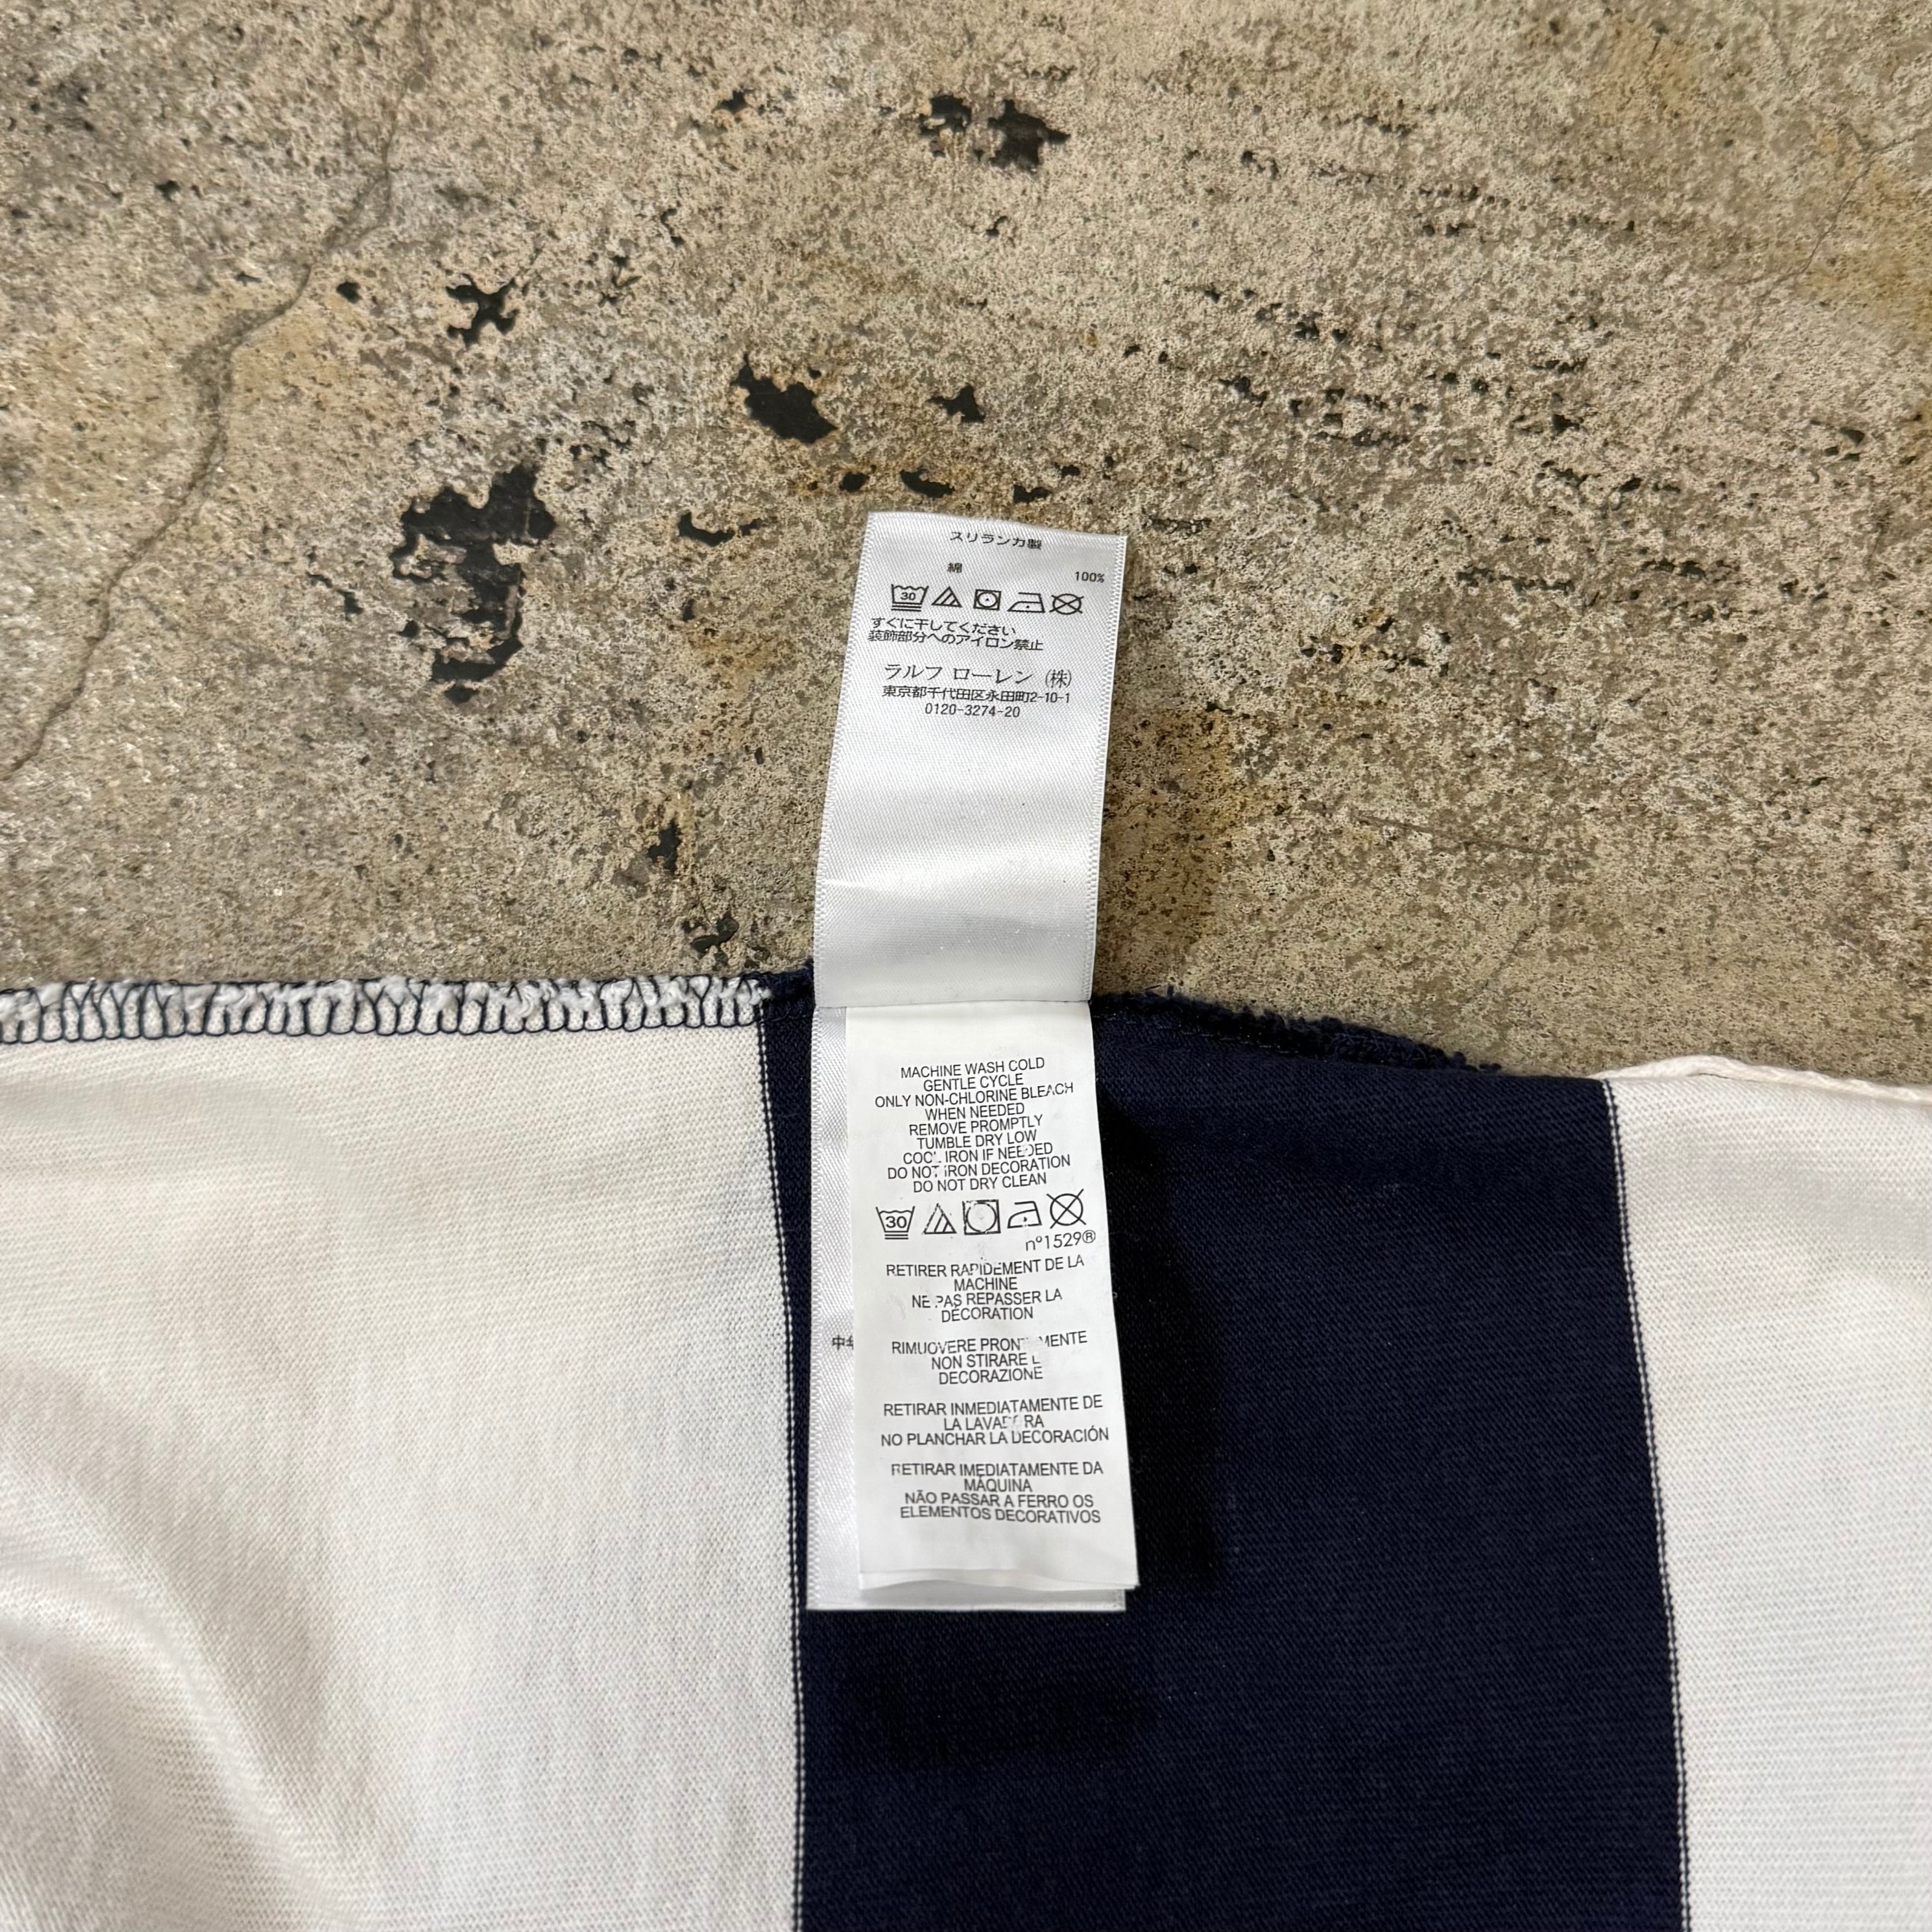 スリランカ製
綿 100%
30
すぐに干してください
装飾部分へのアイロン禁止
ラルフ ローレン (株)
東京都千代田区永田町2-10-1
0120-3274-20
MACHINE WASH COLD
GENTLE CYCLE
ONLY NON-CHLORINE BLEACH
WHEN NEEDED
REMOVE PROMPTLY
TUMBLE DRY LOW
COOL IRON IF NEEDED
DO NOT IRON DECORATION
DO NOT DRY CLEAN
30
nº1529®
RETIRER RAPIDEMENT DE LA
MACHINE
NE PAS REPASSER LA
DÉCORATION
RIMUOVERE PRONTAMENTE
NON STIRARE
DECORAZIONE
中
RETIRAR INMEDIATAMENTE DE
LA LAVADORA
NO PLANCHAR LA DECORACIÓN
RETIRAR IMEDIATAMENTE DA
MÁQUINA
NÃO PASSAR A FERRO OS
ELEMENTOS DECORATIVOS